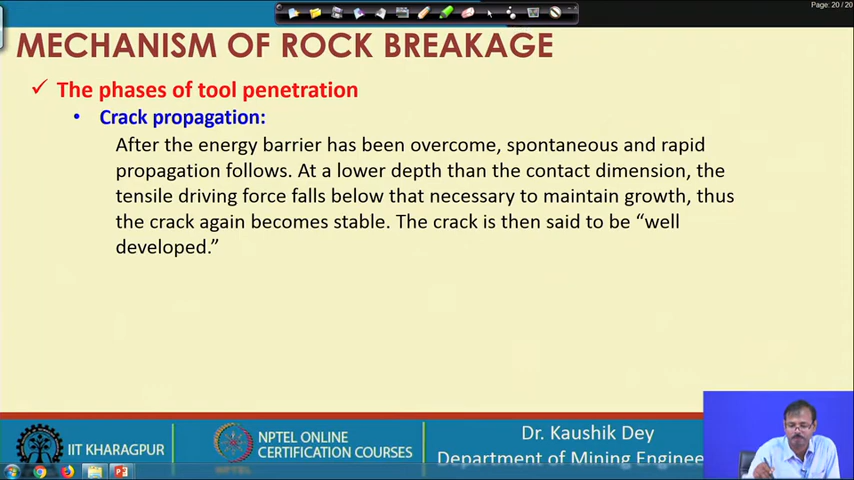 Page: 20 / 20
MECHANISM OF ROCK BREAKAGE
✓ The phases of tool penetration
• Crack propagation:
After the energy barrier has been overcome, spontaneous and rapid
propagation follows. At a lower depth than the contact dimension, the
tensile driving force falls below that necessary to maintain growth, thus
the crack again becomes stable. The crack is then said to be “well
developed.”
IIT KHARAGPUR
NPTEL ONLINE
CERTIFICATION COURSES
Dr. Kaushik Dey
Department of Mining Enginee